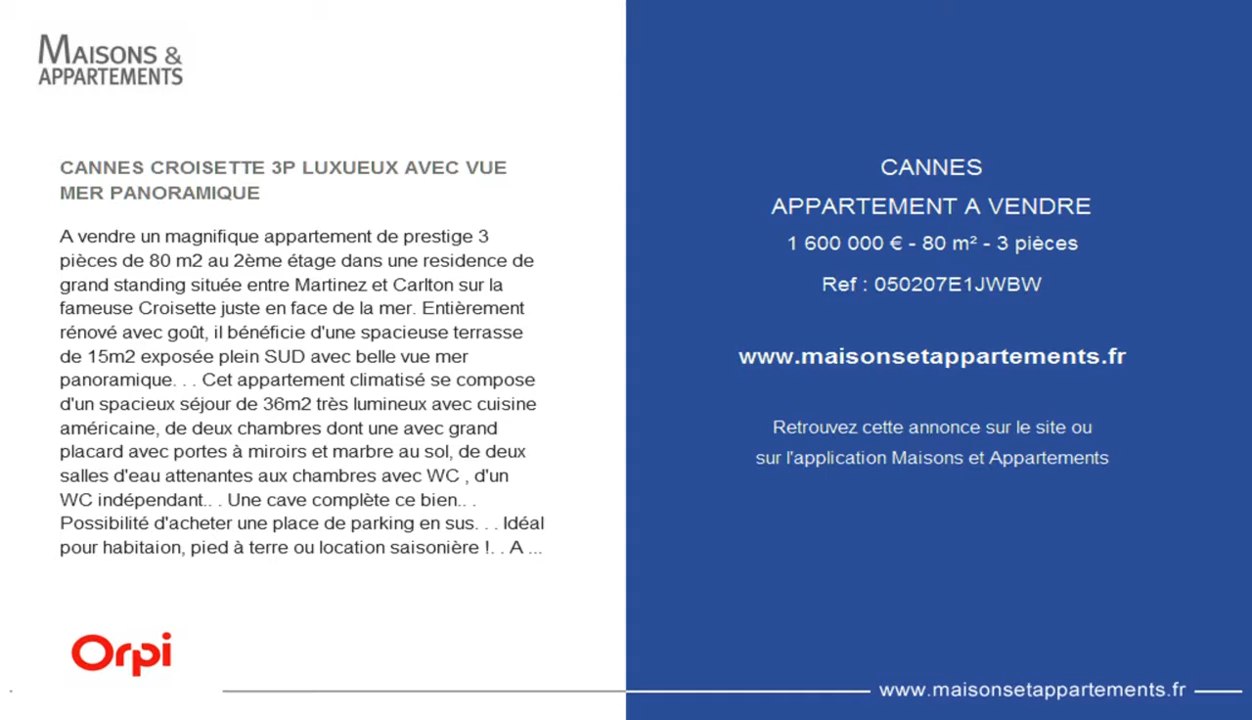 MAISONS &
APPARTEMENTS
CANNES CROISETTE 3P LUXUEUX AVEC VUE
MER PANORAMIQUE
A vendre un magnifique appartement de prestige 3
pièces de 80 m2 au 2ème étage dans une residence de
grand standing située entre Martinez et Carlton sur la
fameuse Croisette juste en face de la mer. Entièrement
rénové avec goût, il bénéficie d'une spacieuse terrasse
de 15m2 exposée plein SUD avec belle vue mer
panoramique. . . Cet appartement climatisé se compose
d'un spacieux séjour de 36m2 très lumineux avec cuisine
américaine, de deux chambres dont une avec grand
placard avec portes à miroirs et marbre au sol, de deux
salles d'eau attenantes aux chambres avec WC , d'un
WC indépendant.. . Une cave complète ce bien.. .
Possibilité d'acheter une place de parking en sus. . . Idéal
pour habitaion, pied à terre ou location saisonière !. . A ...
Orpi
CANNES
APPARTEMENT A VENDRE
1 600 000 € - 80 m² - 3 pièces
Ref : 050207E1JWBW
www.maisonsetappartements.fr
Retrouvez cette annonce sur le site ou
sur l'application Maisons et Appartements
www.maisonsetappartements.fr